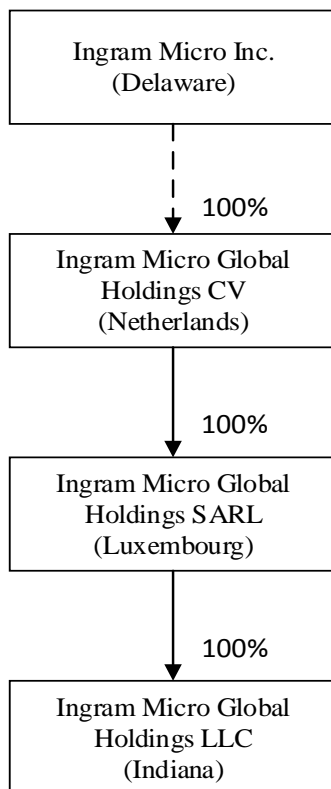 Ingram Micro Inc.
(Delaware)
100%
Ingram Micro Global
Holdings CV
(Netherlands)
100%
Ingram Micro Global
Holdings SARL
(Luxembourg)
100%
Ingram Micro Global
Holdings LLC
(Indiana)